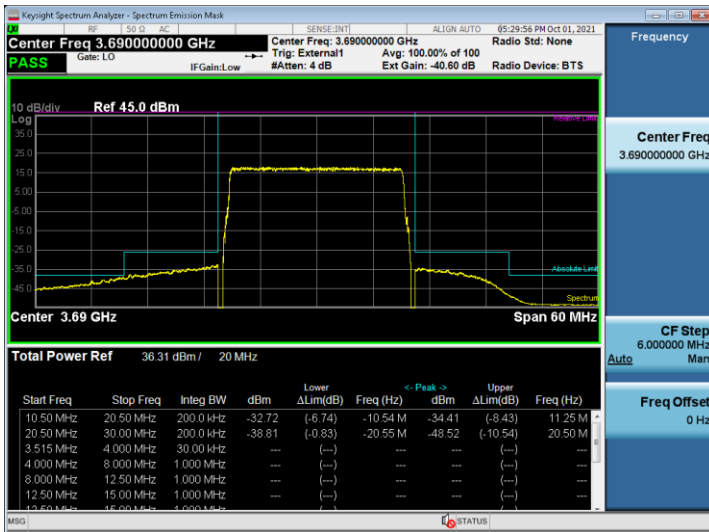 Keysight Spectrum Analyzer - Spectrum Emission Mask
RF 50 Ω AC SENSE:INT ALIGN AUTO 05:29:56 PM Oct 01, 2021
Center Freq 3.690000000 GHz
Center Freq: 3.690000000 GHz Radio Std: None
PASS Gate: LO Trig: External1 Avg: 100.00% of 100
IFGain:Low #Atten: 4 dB Ext Gain: -40.60 dB Radio Device: BTS
10 dB/div Ref 45.0 dBm
Log
Relative Limit
35.0
25.0
15.0
5.00
-5.00
-15.0
-25.0
-35.0 Absolute Limit
-45.0
Spectrum
Center 3.69 GHz Span 60 MHz
Total Power Ref 36.31 dBm / 20 MHz
Lower <- Peak -> Upper
Start Freq Stop Freq Integ BW dBm ΔLim(dB) Freq (Hz) dBm ΔLim(dB) Freq (Hz)
10.50 MHz 20.50 MHz 200.0 kHz -32.72 (-6.74) -10.54 M -34.41 (-8.43) 11.25 M
20.50 MHz 30.00 MHz 200.0 kHz -38.81 (-0.83) -20.55 M -48.52 (-10.54) 20.50 M
3.515 MHz 4.000 MHz 30.00 kHz --- (---) --- --- (---) ---
4.000 MHz 8.000 MHz 1.000 MHz --- (---) --- --- (---) ---
8.000 MHz 12.50 MHz 1.000 MHz --- (---) --- --- (---) ---
12.50 MHz 15.00 MHz 1.000 MHz --- (---) --- --- (---) ---
MSG STATUS
Frequency
Center Freq
3.690000000 GHz
CF Step
6.000000 MHz
Auto Man
Freq Offset
0 Hz